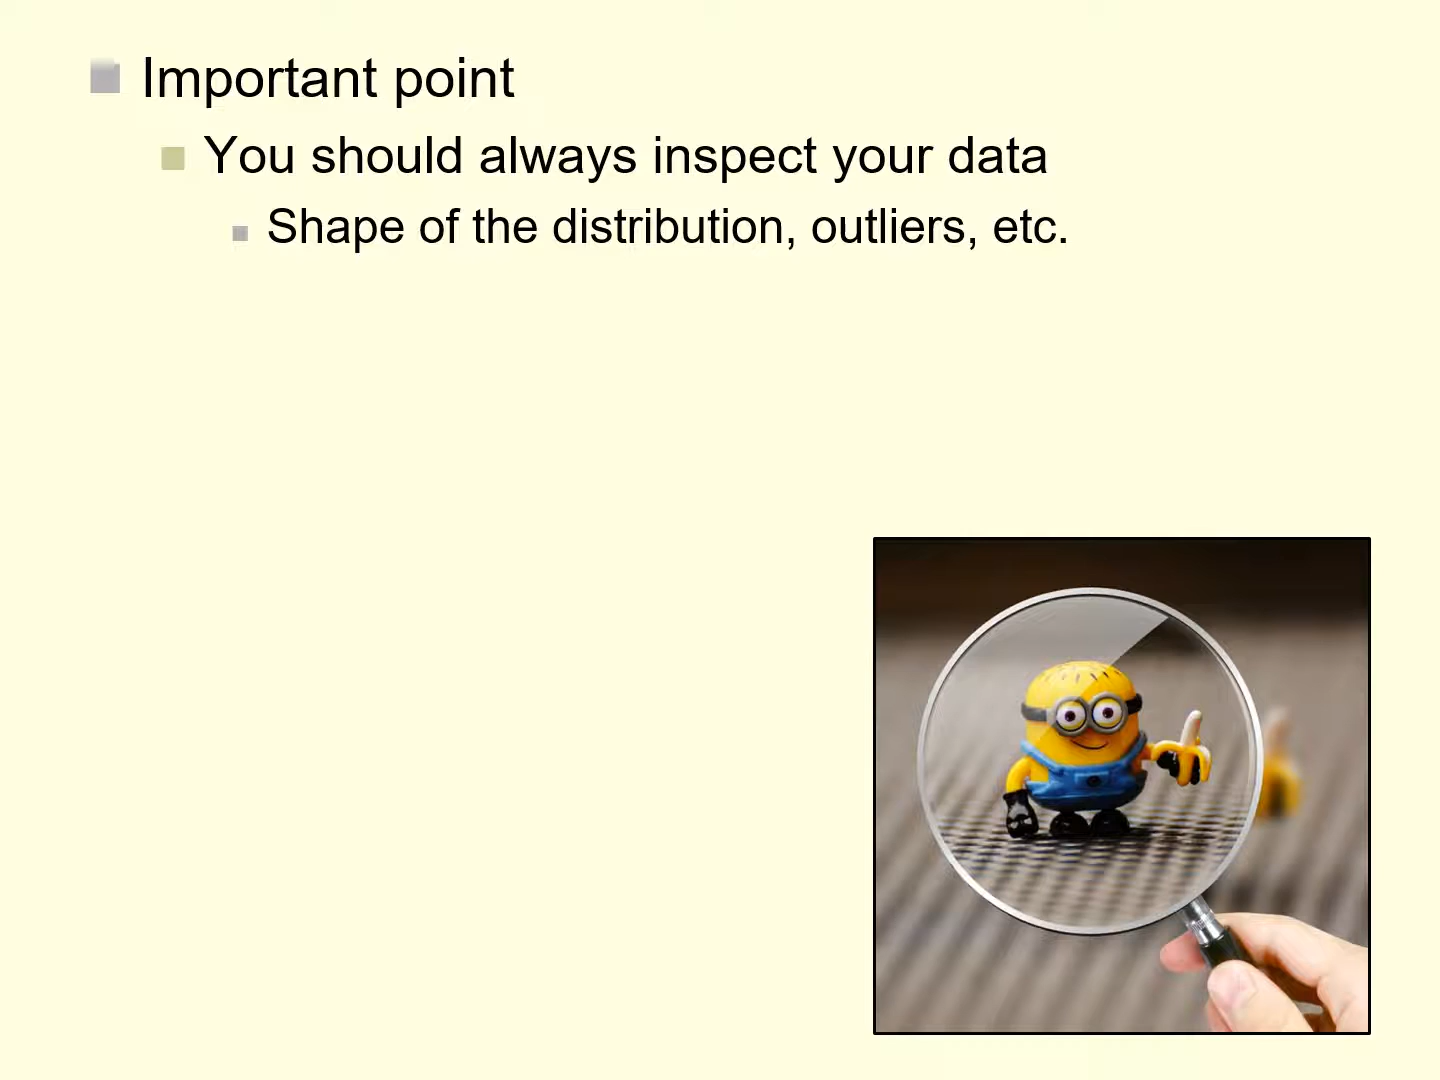 Important point
You should always inspect your data
Shape of the distribution, outliers, etc.